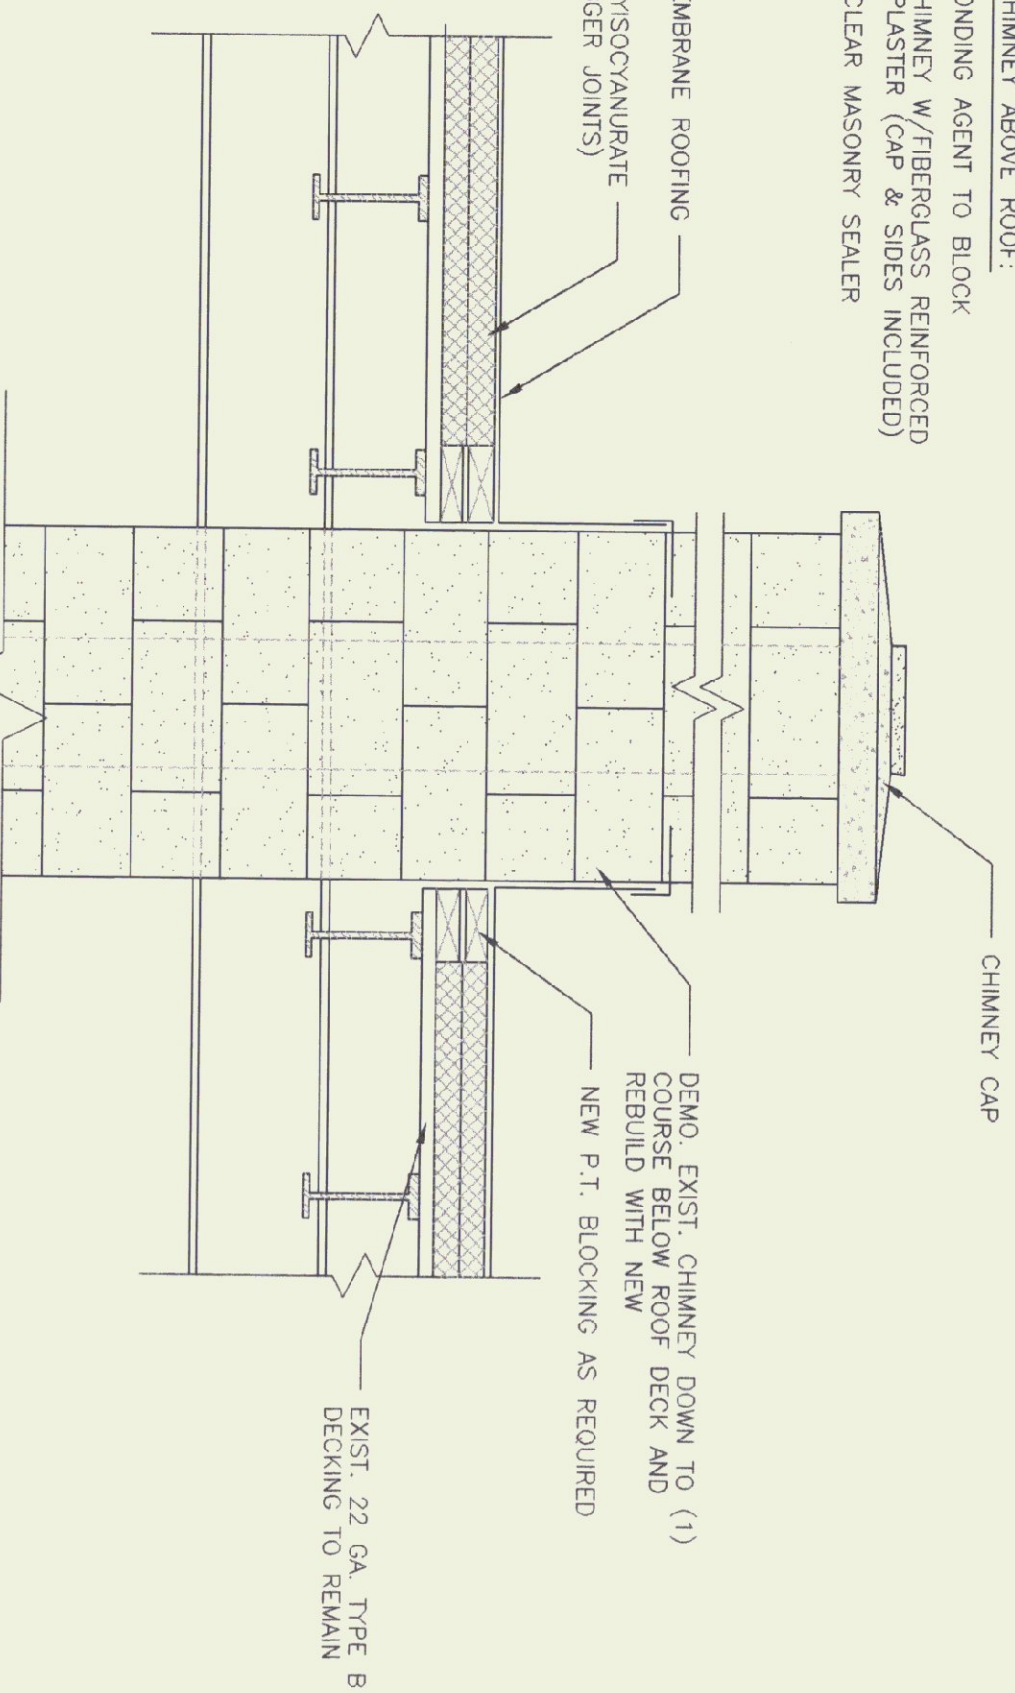 CHIMNEY ABOVE ROOF:
ONDING AGENT TO BLOCK
HIMNEY W/FIBERGLASS REINFORCED
PLASTER (CAP & SIDES INCLUDED)
CLEAR MASONRY SEALER
EMBRANE ROOFING
YISOCYANURATE
GER JOINTS)
CHIMNEY CAP
DEMO. EXIST. CHIMNEY DOWN TO (1)
COURSE BELOW ROOF DECK AND
REBUILD WITH NEW
NEW P.T. BLOCKING AS REQUIRED
EXIST. 22 GA. TYPE B
DECKING TO REMAIN